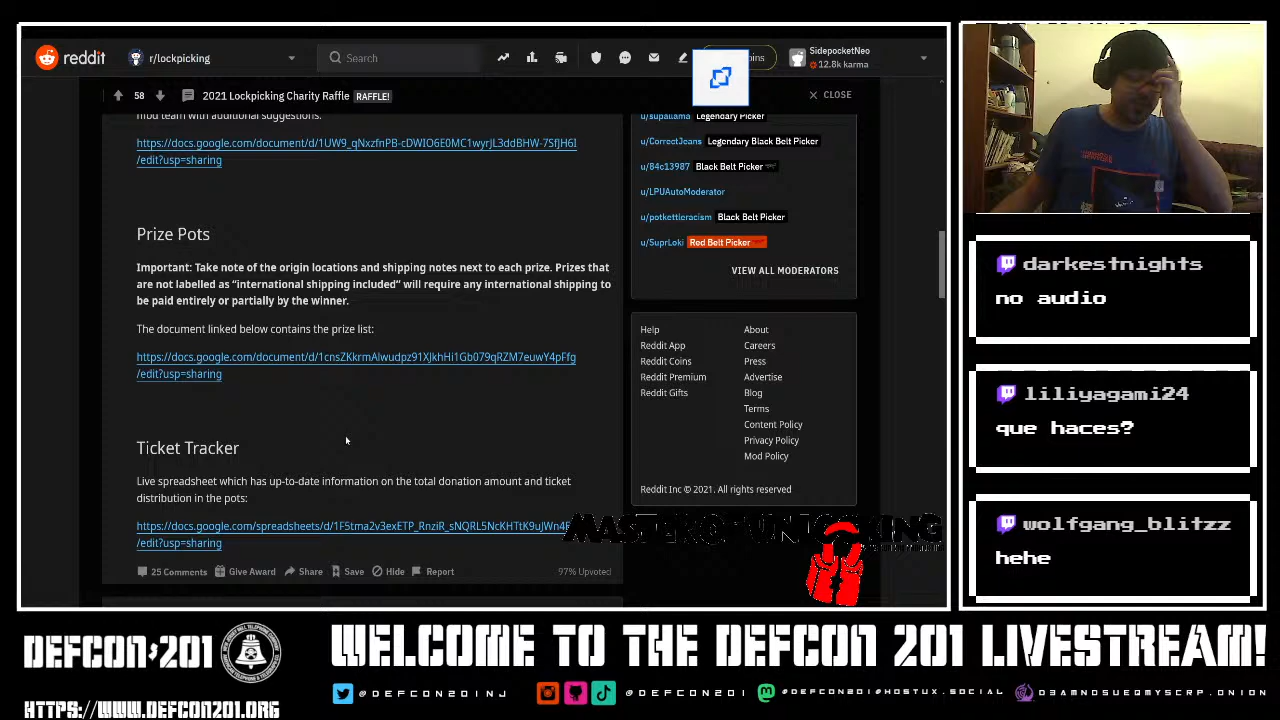 reddit
r/lockpicking
Search
SidepocketNeo
12.8k karma
58
2021 Lockpicking Charity Raffle RAFFLE!
CLOSE
mod team with additional suggestions.
https://docs.google.com/document/d/1UW9_qNxzfnPB-cDWIO6E0MC1wyrJL3ddBHW-7SfJH6I
/edit?usp=sharing
Prize Pots
Important: Take note of the origin locations and shipping notes next to each prize. Prizes that
are not labelled as “international shipping included” will require any international shipping to
be paid entirely or partially by the winner.
The document linked below contains the prize list:
https://docs.google.com/document/d/1cnsZKkrmAlwudpz91XJkhHi1Gb079qRZM7euwY4pFfg
/edit?usp=sharing
Ticket Tracker
Live spreadsheet which has up-to-date information on the total donation amount and ticket
distribution in the pots:
/edit?usp=sharing
25 Comments
Give Award
Share
Save
Hide
Report
97% Upvoted
u/supallama Legendary Picker
u/CorrectJeans Legendary Black Belt Picker
u/84c13987 Black Belt Picker
u/LPUAutoModerator
u/potkettleracism Black Belt Picker
u/SuprLoki Red Belt Picker
VIEW ALL MODERATORS
Help
About
Reddit App
Careers
Reddit Coins
Press
Reddit Premium
Advertise
Reddit Gifts
Blog
Terms
Content Policy
Privacy Policy
Mod Policy
Reddit Inc © 2021. All rights reserved
darkestnights
no audio
liliyagami24
que haces?
wolfgang_blitzz
hehe
DEFCON 201
HTTPS://WWW.DEFCON201.ORG
WELCOME TO THE DEFCON 201 LIVESTREAM!
@DEFCON201NJ
@DEFCON201
@DEFCON201@HOSTUX.SOCIAL